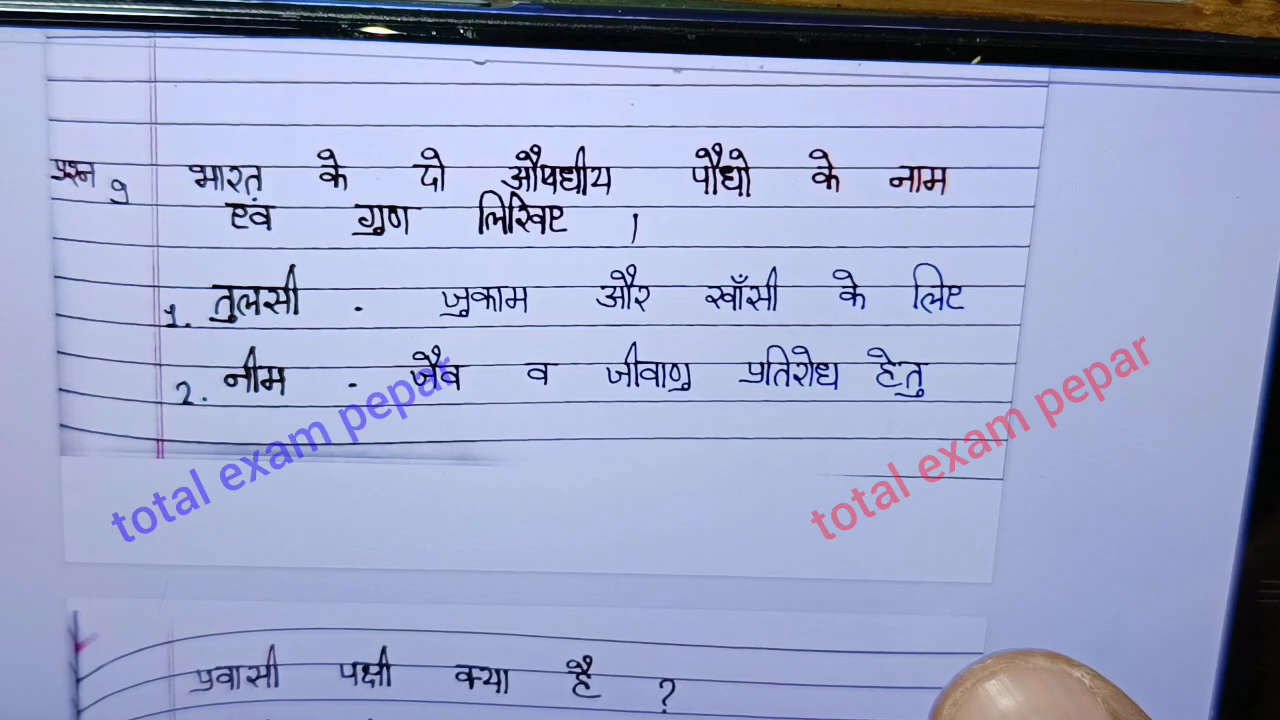 प्रश्न 9 भारत के दो औषधीय पौधो के नाम
एवं गुण लिखिए ।
1. तुलसी . जुकाम और खाँसी के लिए
2. नीम . जैव व जीवाणु प्रतिरोध हेतु
total exam pepar
total exam pepar
प्रवासी पक्षी क्या है ?